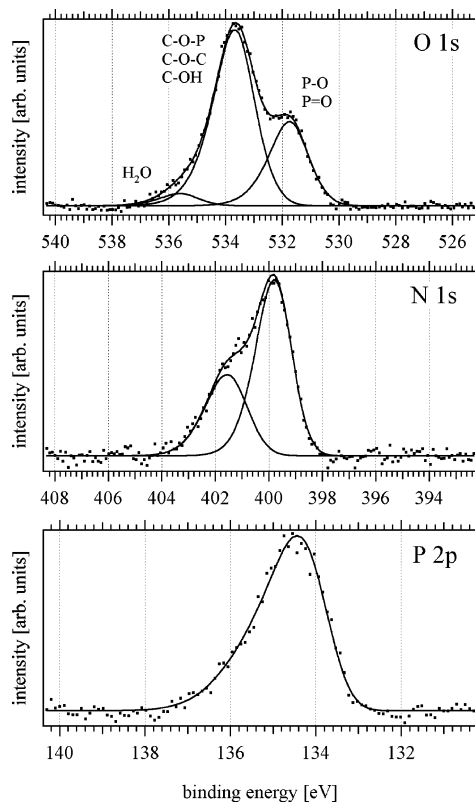 O 1s
C-O-P
C-O-C
C-OH
P-O
P=O
H₂O
intensity [arb. units]
540 538 536 534 532 530 528 526
N 1s
intensity [arb. units]
408 406 404 402 400 398 396 394
P 2p
intensity [arb. units]
140 138 136 134 132
binding energy [eV]